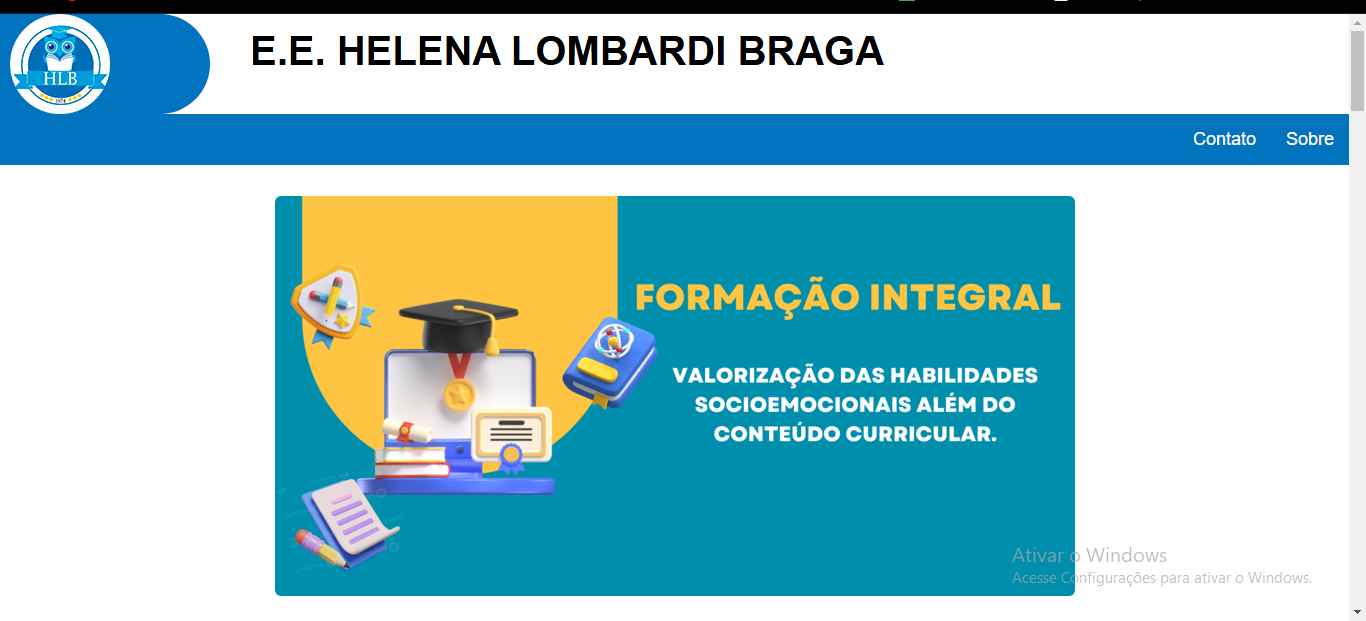 E.E. HELENA LOMBARDI BRAGA
HLB
1974
Contato Sobre
FORMAÇÃO INTEGRAL
VALORIZAÇÃO DAS HABILIDADES
SOCIOEMOCIONAIS ALÉM DO
CONTEÚDO CURRICULAR.
Ativar o Windows
Acesse Configurações para ativar o Windows.